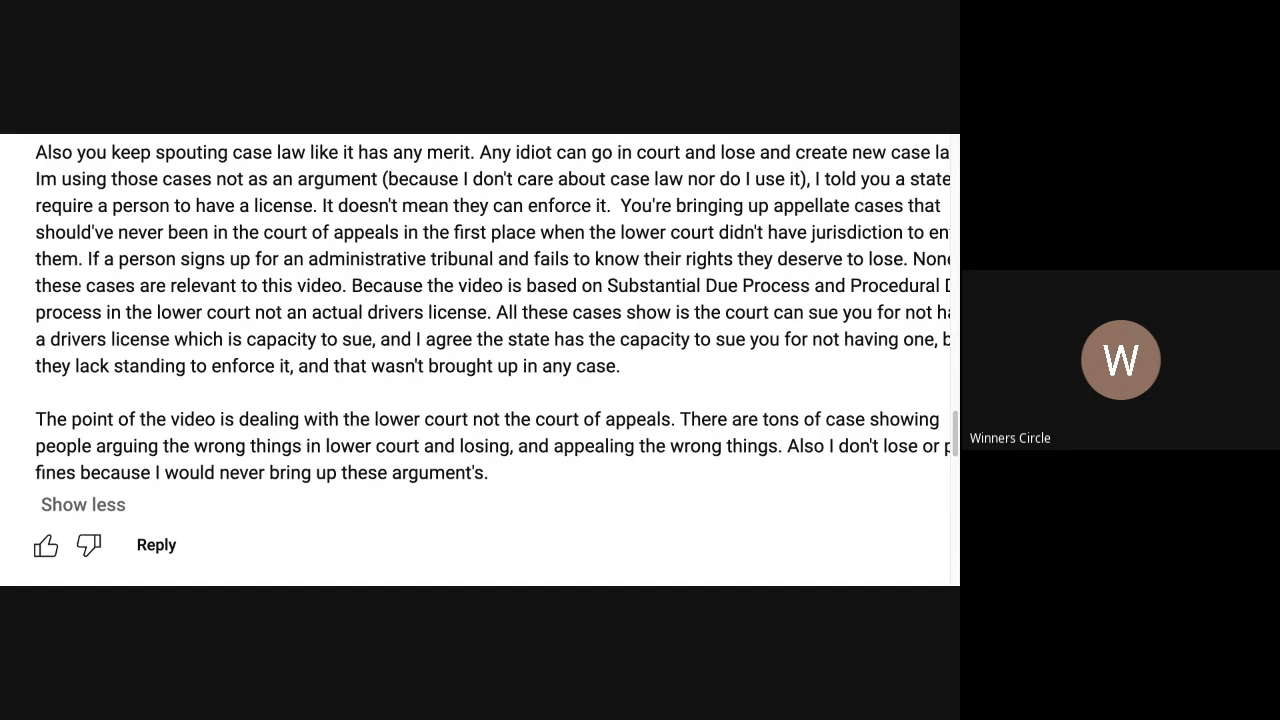 Also you keep spouting case law like it has any merit. Any idiot can go in court and lose and create new case
Im using those cases not as an argument (because I don't care about case law nor do I use it), I told you a state
require a person to have a license. It doesn't mean they can enforce it. You're bringing up appellate cases that
should've never been in the court of appeals in the first place when the lower court didn't have jurisdiction to
them. If a person signs up for an administrative tribunal and fails to know their rights they deserve to lose.
these cases are relevant to this video. Because the video is based on Substantial Due Process and Procedural
process in the lower court not an actual drivers license. All these cases show is the court can sue you for not
a drivers license which is capacity to sue, and I agree the state has the capacity to sue you for not having one,
they lack standing to enforce it, and that wasn't brought up in any case.
The point of the video is dealing with the lower court not the court of appeals. There are tons of case showing
people arguing the wrong things in lower court and losing, and appealing the wrong things. Also I don't lose or
fines because I would never bring up these argument's.
Show less
Reply
W
Winners Circle